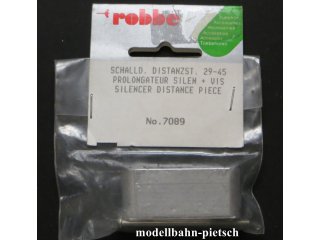 robbe
SCHALLD. DISTANZST. 29-45
PROLONGATEUR SILEN + VIS
SILENCER DISTANCE PIECE
No.7089
modellbahn-pietsch